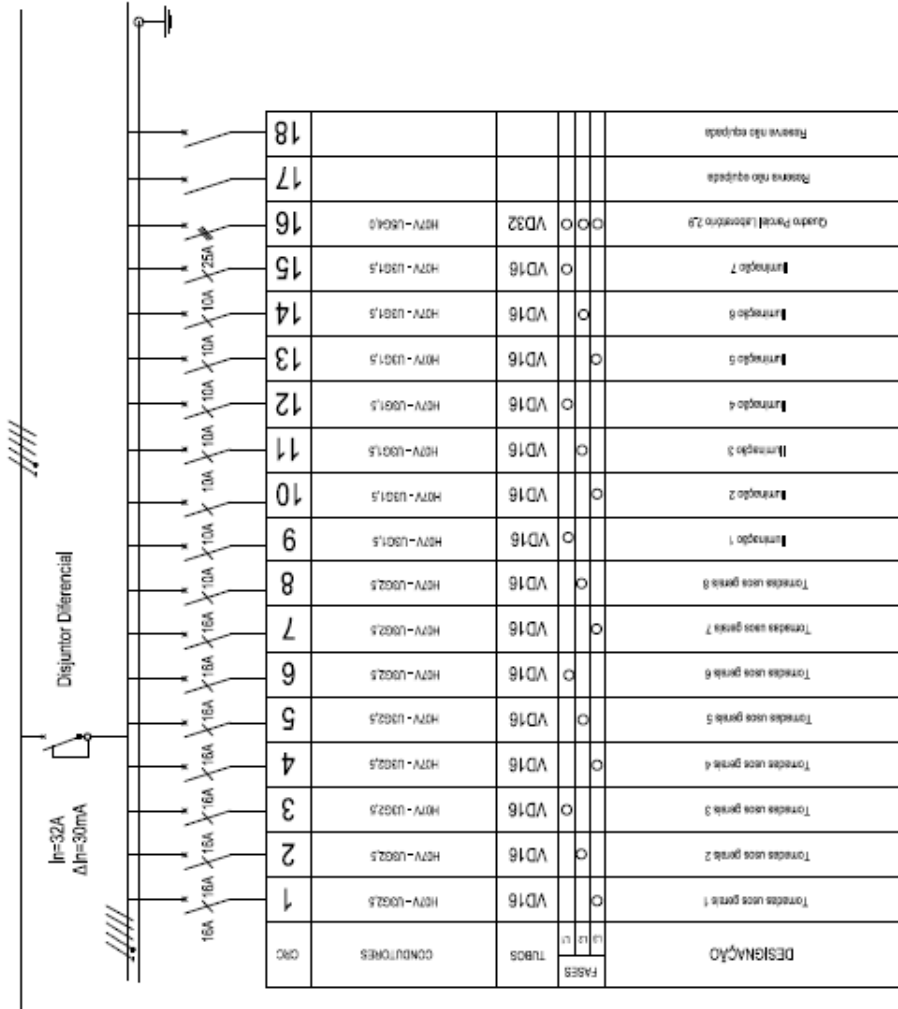 Disjuntor Diferencial
In=32A
ΔIn=30mA
DESIGNAÇÃO
FASES
L3 L2 L1
TUBOS
CONDUTORES
CRC
Tomadas usos gerais 1 VD16 H07V-U3G2,5 1 16A
Tomadas usos gerais 2 VD16 H07V-U3G2,5 2 16A
Tomadas usos gerais 3 VD16 H07V-U3G2,5 3 16A
Tomadas usos gerais 4 VD16 H07V-U3G2,5 4 16A
Tomadas usos gerais 5 VD16 H07V-U3G2,5 5 16A
Tomadas usos gerais 6 VD16 H07V-U3G2,5 6 16A
Tomadas usos gerais 7 VD16 H07V-U3G2,5 7 16A
Tomadas usos gerais 8 VD16 H07V-U3G2,5 8 16A
Iluminação 1 VD16 H07V-U3G1,5 9 10A
Iluminação 2 VD16 H07V-U3G1,5 10 10A
Iluminação 3 VD16 H07V-U3G1,5 11 10A
Iluminação 4 VD16 H07V-U3G1,5 12 10A
Iluminação 5 VD16 H07V-U3G1,5 13 10A
Iluminação 6 VD16 H07V-U3G1,5 14 10A
Iluminação 7 VD16 H07V-U3G1,5 15 10A
Quadro Parcial Laboratório 2.9 VD32 H07V-U5G4,0 16 25A
Reserva não equipada 17
Reserva não equipada 18